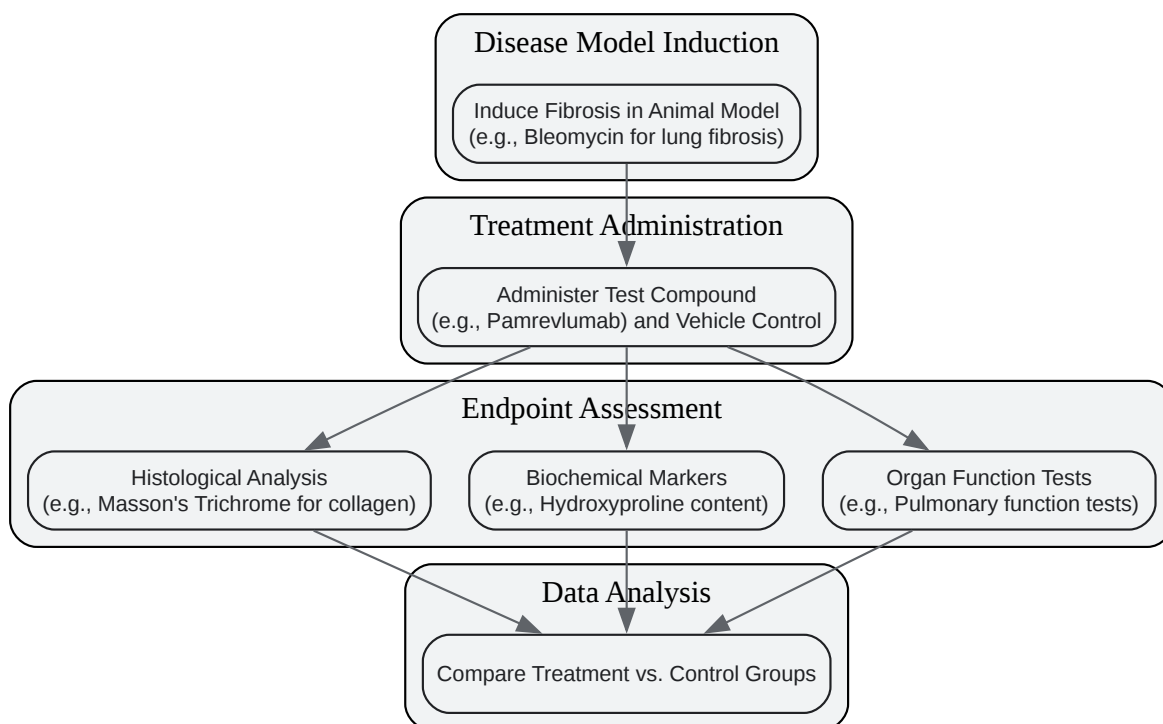 Disease Model Induction
Induce Fibrosis in Animal Model
(e.g., Bleomycin for lung fibrosis)
Treatment Administration
Administer Test Compound
(e.g., Pamrevlumab) and Vehicle Control
Endpoint Assessment
Histological Analysis
(e.g., Masson's Trichrome for collagen)
Biochemical Markers
(e.g., Hydroxyproline content)
Organ Function Tests
(e.g., Pulmonary function tests)
Data Analysis
Compare Treatment vs. Control Groups